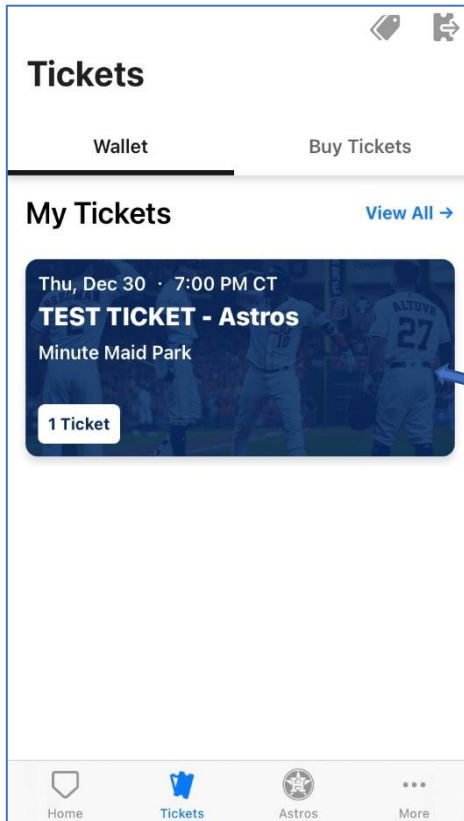 Tickets
Wallet Buy Tickets
My Tickets View All →
Thu, Dec 30 · 7:00 PM CT
TEST TICKET - Astros
Minute Maid Park
1 Ticket
ALTUVE
27
16
Home Tickets Astros More